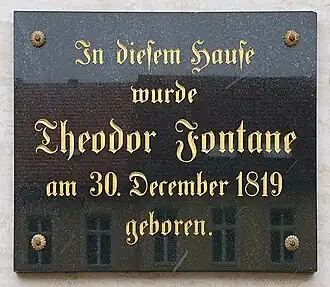 In dieſem Hauſe
wurde
Theodor Fontane
am 30. December 1819
geboren.